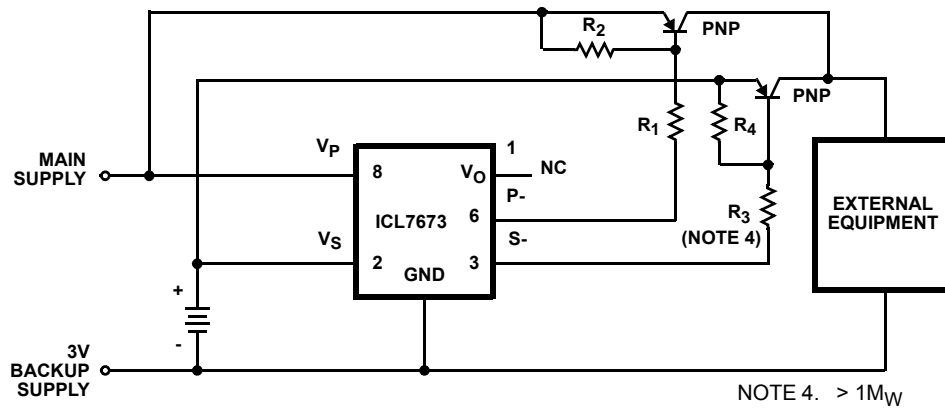 R2
PNP
PNP
R1
R4
MAIN
SUPPLY
VP
8
1
VO
NC
P-
ICL7673
6
R3
(NOTE 4)
EXTERNAL
EQUIPMENT
VS
S-
2
GND
3
+
-
3V
BACKUP
SUPPLY
NOTE 4. > 1MW